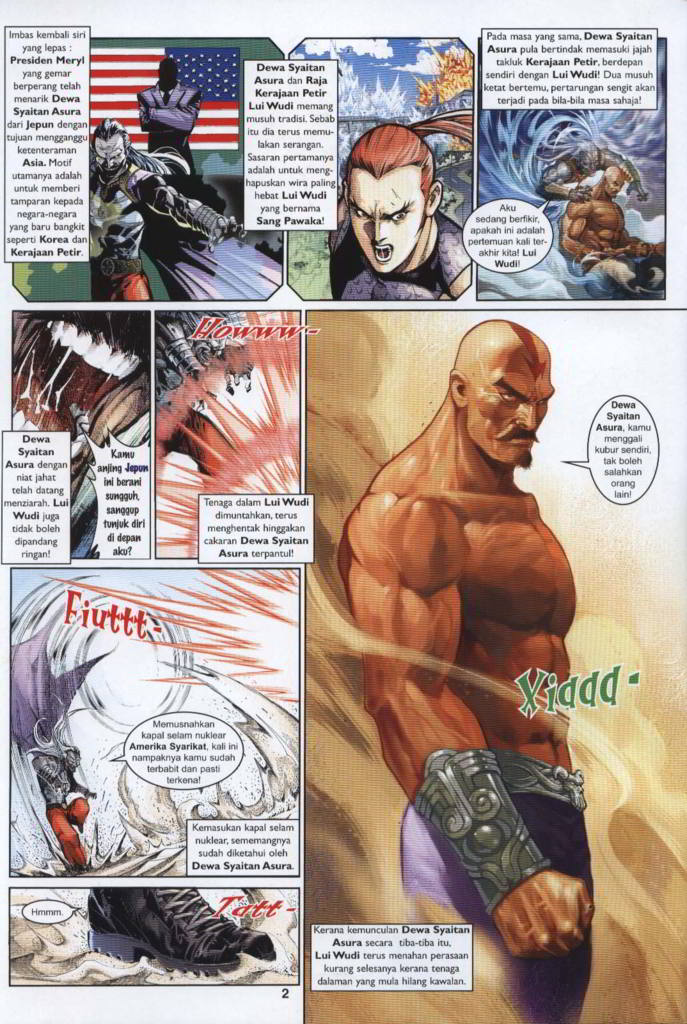 Imbas kembali siri
yang lepas :
Presiden Meryl
yang gemar
berperang telah
menarik Dewa
Syaitan Asura
dari Jepun dengan
tujuan mengganggu
ketenteraman
Asia. Motif
utamanya adalah
untuk memberi
tamparan kepada
negara-negara
yang baru bangkit
seperti Korea dan
Kerajaan Petir.
Dewa Syaitan
Asura dan Raja
Kerajaan Petir
Lui Wudi memang
musuh tradisi. Sebab
itu dia terus memu-
lakan serangan.
Sasaran pertamanya
adalah untuk meng-
hapuskan wira paling
hebat Lui Wudi
yang bernama
Sang Pawaka!
Pada masa yang sama, Dewa Syaitan
Asura pula bertindak memasuki jajah
takluk Kerajaan Petir, berdepan
sendiri dengan Lui Wudi! Dua musuh
ketat bertemu, pertarungan sengit akan
terjadi pada bila-bila masa sahaja!
Aku
sedang berfikir,
apakah ini adalah
pertemuan kali ter-
akhir kita! Lui
Wudi!
Dewa
Syaitan
Asura dengan
niat jahat
telah datang
menziarah. Lui
Wudi juga
tidak boleh
dipandang
ringan!
Kamu
anjing Jepun
ini berani
sungguh,
sanggup
tunjuk diri
di depan
aku?
Howww-
Tenaga dalam Lui Wudi
dimuntahkan, terus
menghentak hinggakan
cakaran Dewa Syaitan
Asura terpantul!
Dewa
Syaitan
Asura, kamu
menggali
kubur sendiri,
tak boleh
salahkan
orang
lain!
Xiddd-
Fiuttt-
Memusnahkan
kapal selam nuklear
Amerika Syarikat, kali ini
nampaknya kamu sudah
terbabit dan pasti
terkena!
Kemasukan kapal selam
nuklear, sememangnya
sudah diketahui oleh
Dewa Syaitan Asura.
Hmmm.
Tatt-
Kerana kemunculan Dewa Syaitan
Asura secara tiba-tiba itu,
Lui Wudi terus menahan perasaan
kurang selesanya kerana tenaga
dalaman yang mula hilang kawalan.
2